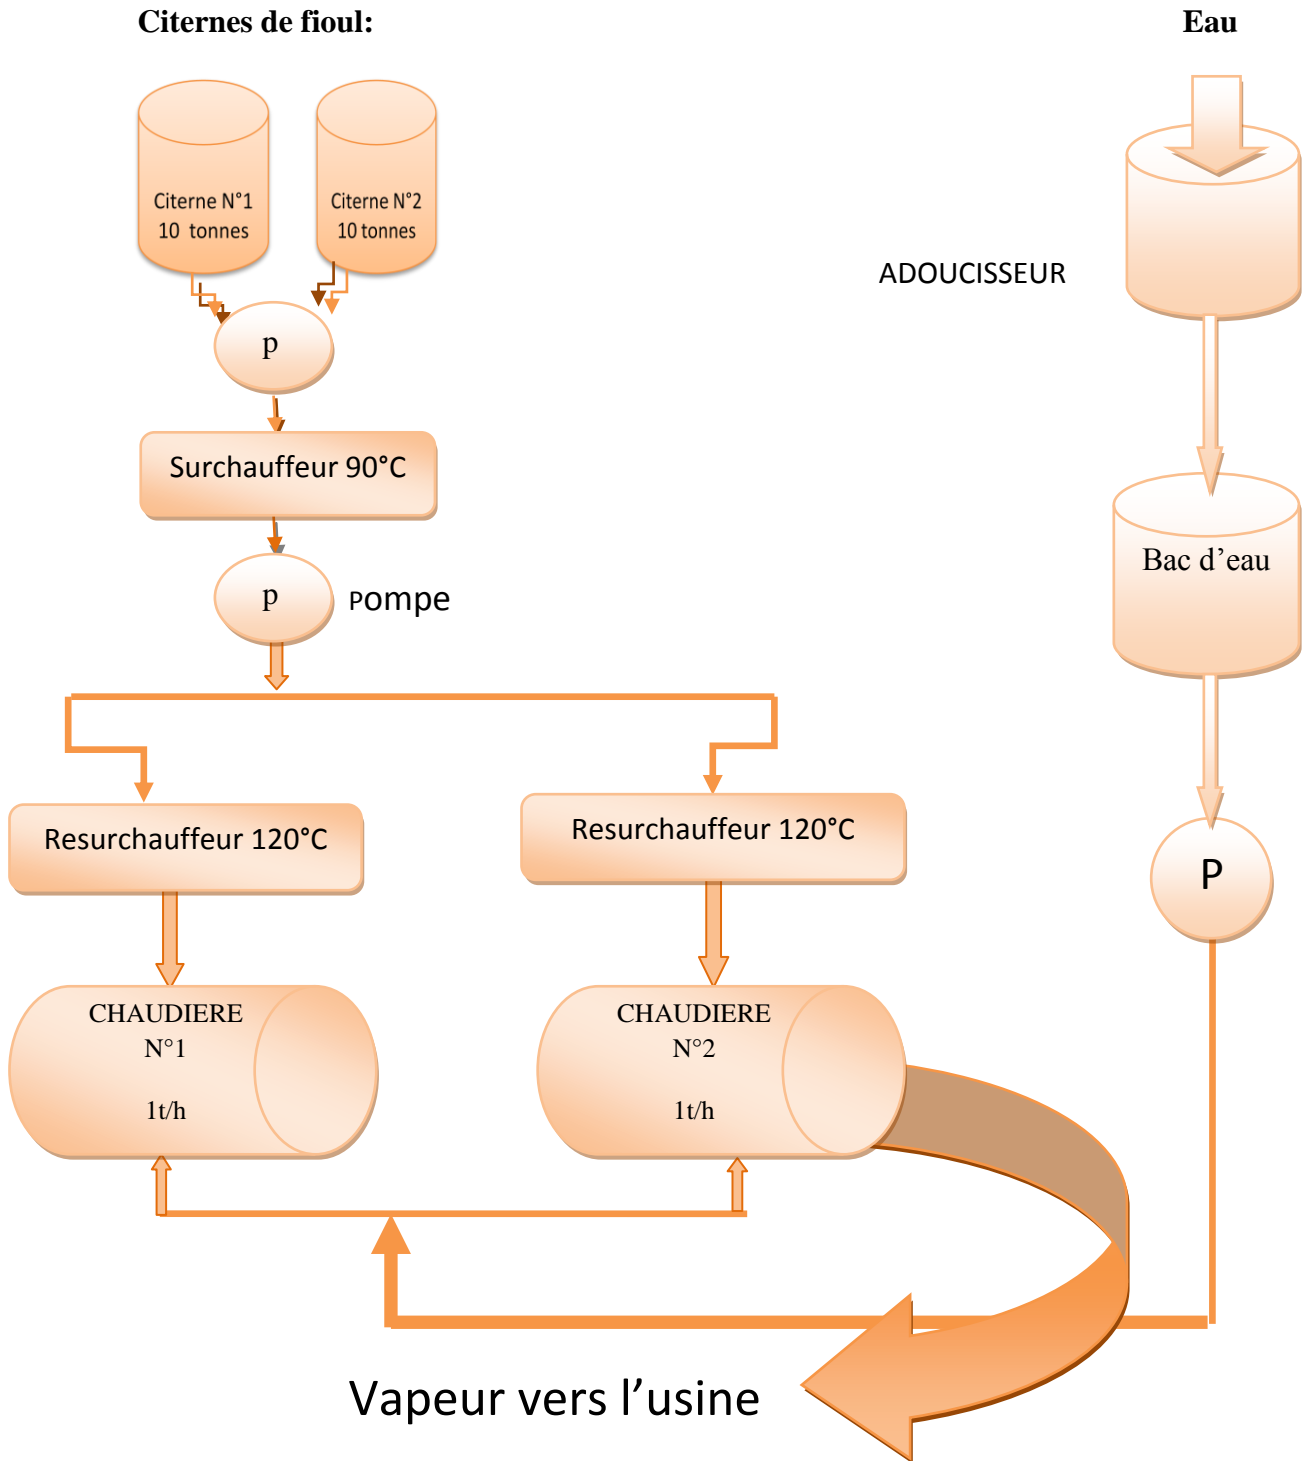 Citernes de fioul:
Eau
Citerne N°1
10 tonnes
Citerne N°2
10 tonnes
ADOUCISSEUR
p
Surchauffeur 90°C
p
Pompe
Bac d’eau
Resurchauffeur 120°C
Resurchauffeur 120°C
P
CHAUDIERE
N°1
1t/h
CHAUDIERE
N°2
1t/h
Vapeur vers l’usine